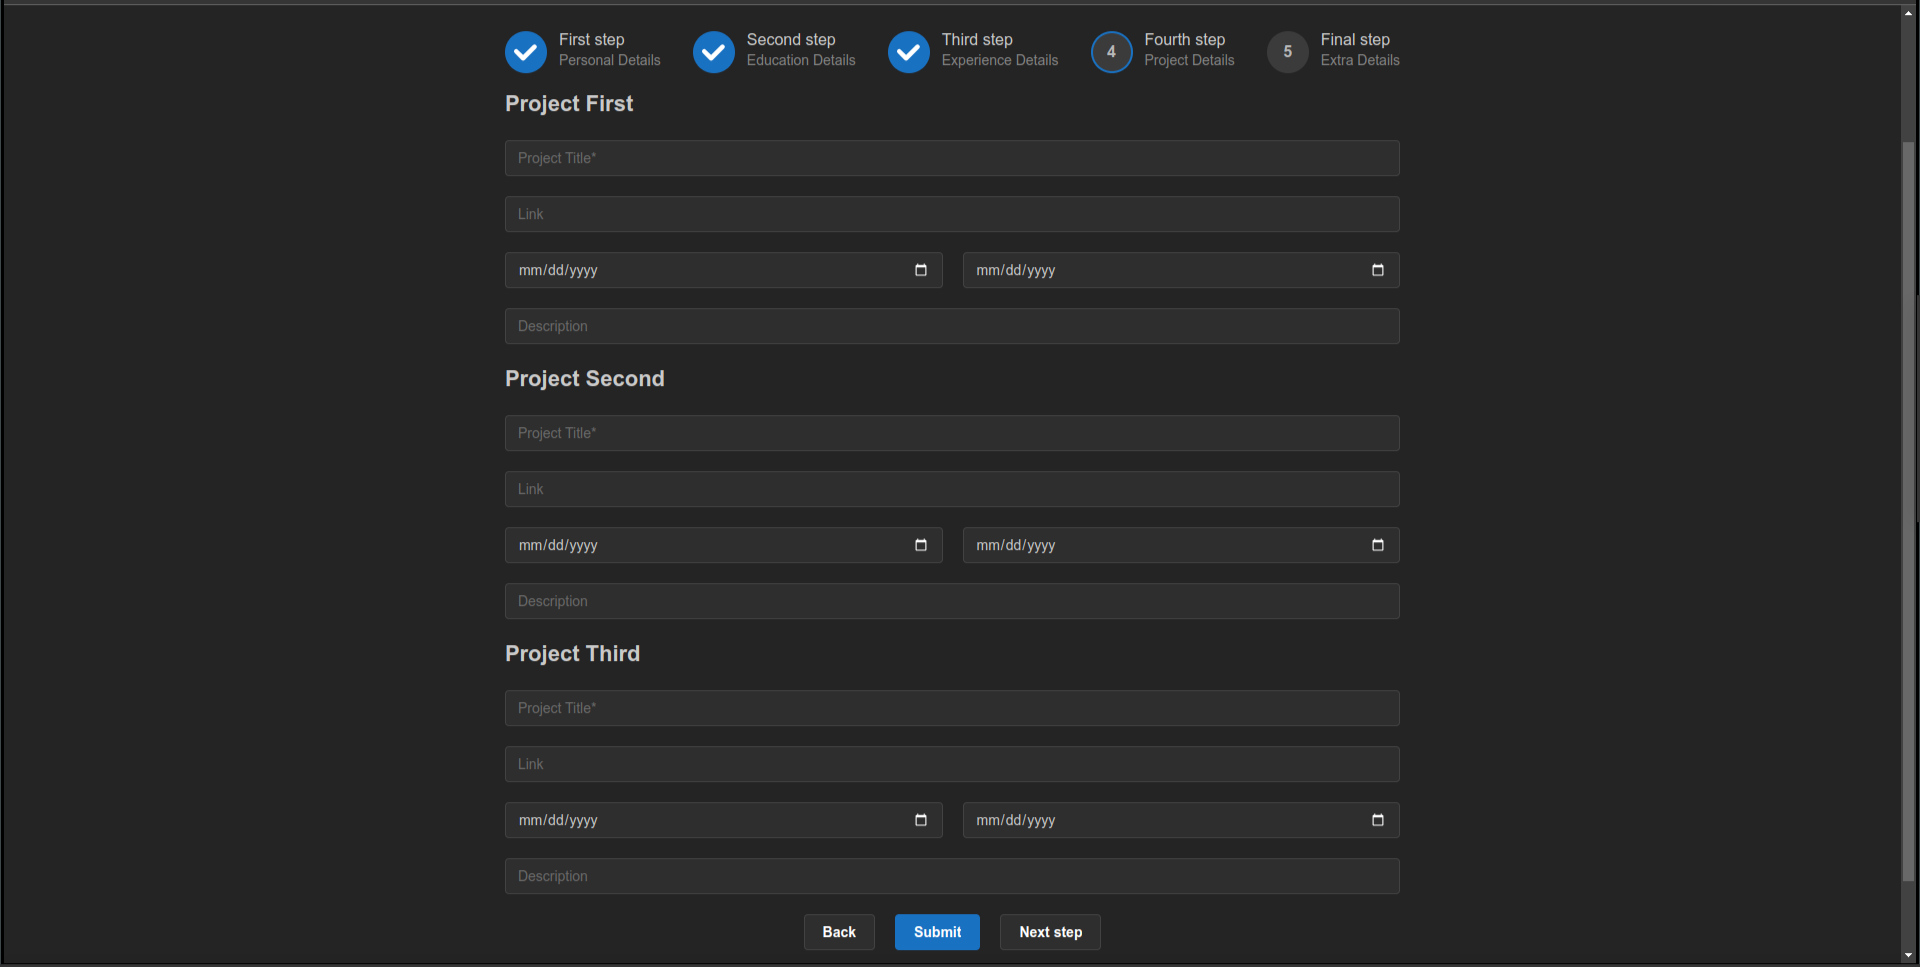 First step
Personal Details
Second step
Education Details
Third step
Experience Details
4
Fourth step
Project Details
5
Final step
Extra Details
Project First
Project Title*
Link
mm/dd/yyyy
mm/dd/yyyy
Description
Project Second
Project Title*
Link
mm/dd/yyyy
mm/dd/yyyy
Description
Project Third
Project Title*
Link
mm/dd/yyyy
mm/dd/yyyy
Description
Back
Submit
Next step